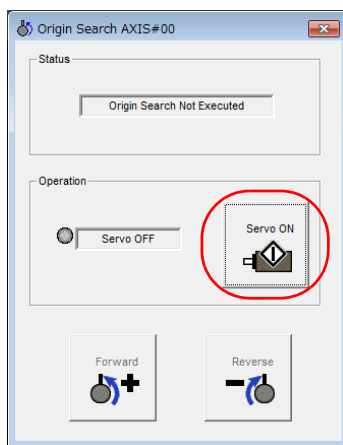 Origin Search AXIS#00
Status
Origin Search Not Executed
Operation
Servo OFF
Servo ON
Forward
Reverse